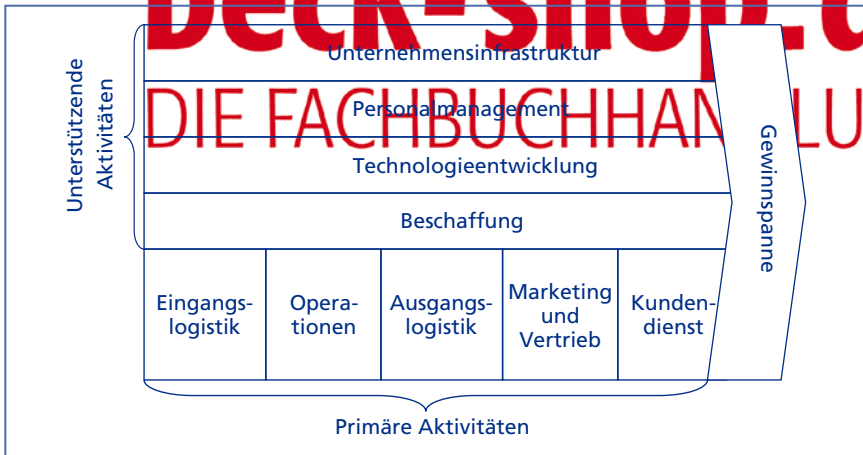 beck-shop.d
DIE FACHBUCHHANDLU
Unterstützende
Aktivitäten
Unternehmensinfrastruktur
Personalmanagement
Technologieentwicklung
Beschaffung
Eingangs-
logistik
Opera-
tionen
Ausgangs-
logistik
Marketing
und
Vertrieb
Kunden-
dienst
Gewinnspanne
Primäre Aktivitäten